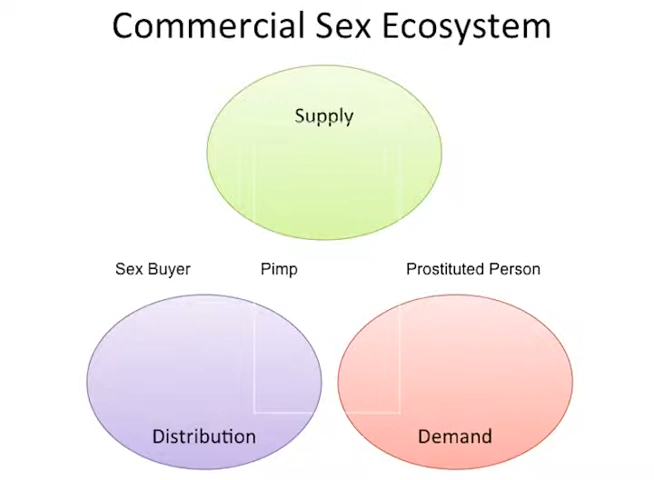 Commercial Sex Ecosystem
Supply
Sex Buyer
Pimp
Prostituted Person
Distribution
Demand